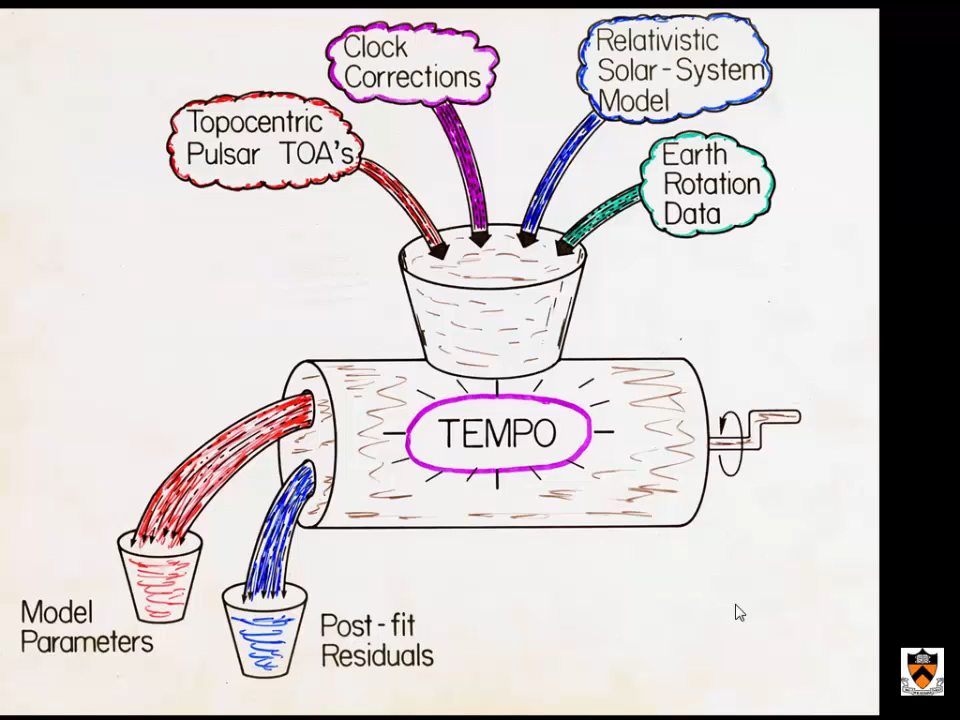 Clock
Corrections
Relativistic
Solar-System
Model
Topocentric
Pulsar TOA's
Earth
Rotation
Data
TEMPO
Model
Parameters
Post-fit
Residuals